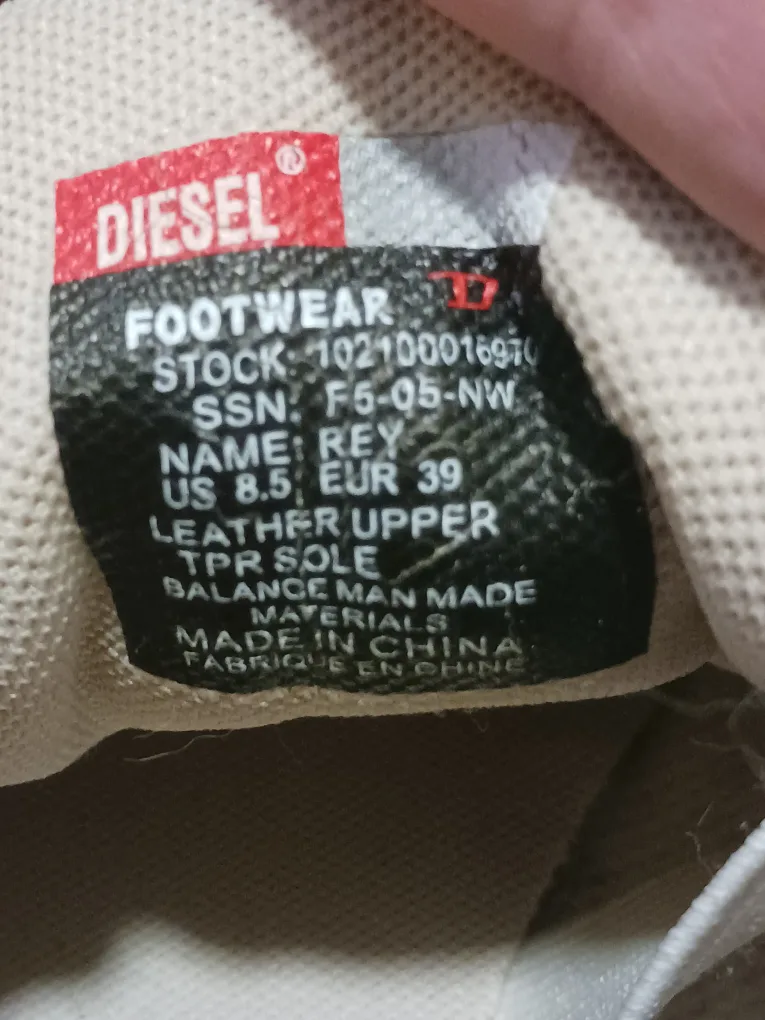 DIESEL®
FOOTWEAR D
STOCK: 102100016970
SSN: F5-05-NW
NAME: REY
US 8.5 EUR 39
LEATHER UPPER
TPR SOLE
BALANCE MAN MADE
MATERIALS
MADE IN CHINA
FABRIQUE EN CHINE